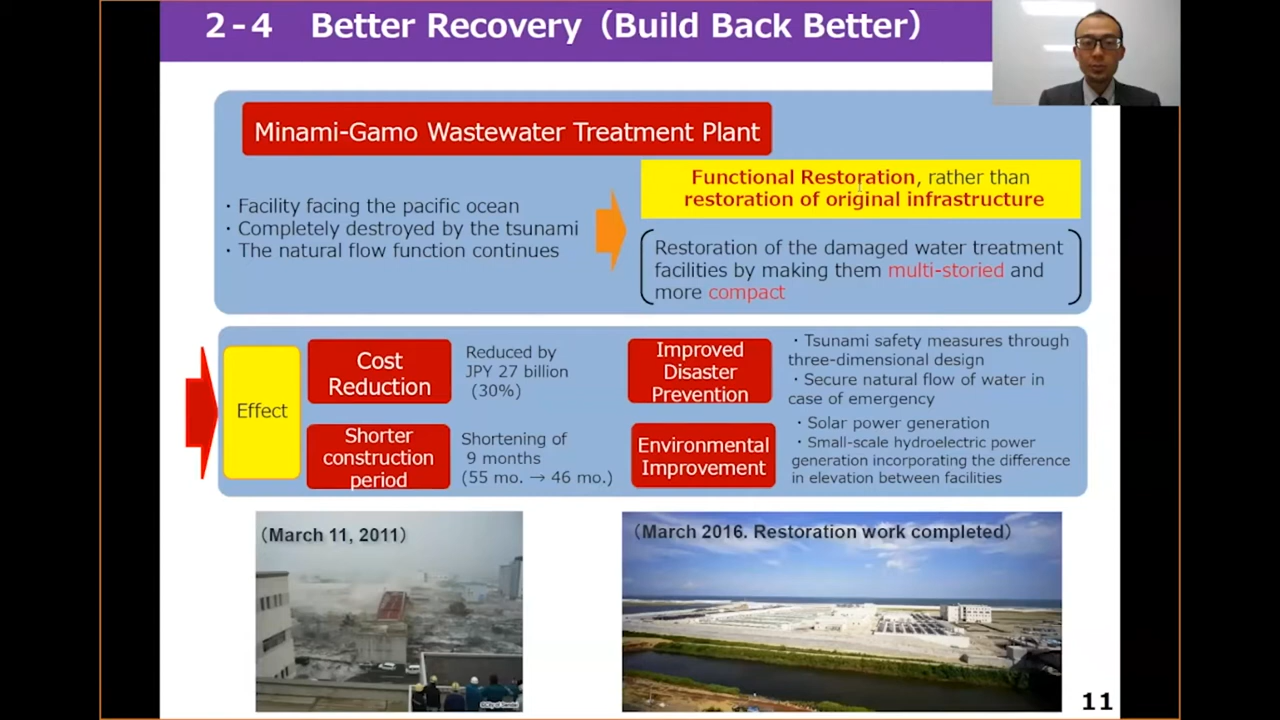 2-4 Better Recovery（Build Back Better）
Minami-Gamo Wastewater Treatment Plant
・Facility facing the pacific ocean
・Completely destroyed by the tsunami
・The natural flow function continues
Functional Restoration, rather than
restoration of original infrastructure
Restoration of the damaged water treatment
facilities by making them multi-storied and
more compact
Effect
Cost
Reduction
Reduced by
JPY 27 billion
(30%)
Shorter
construction
period
Shortening of
9 months
(55 mo. → 46 mo.)
Improved
Disaster
Prevention
・Tsunami safety measures through
three-dimensional design
・Secure natural flow of water in
case of emergency
Environmental
Improvement
・Solar power generation
・Small-scale hydroelectric power
generation incorporating the difference
in elevation between facilities
（March 11, 2011）
©City of Sendai
（March 2016. Restoration work completed）
11